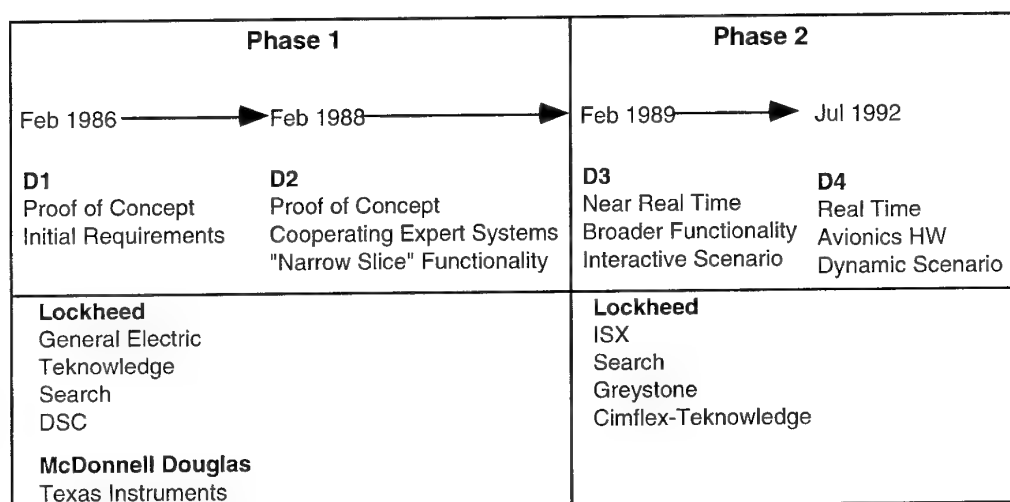 Phase 1
Phase 2
Feb 1986
Feb 1988
Feb 1989
Jul 1992
D1
Proof of Concept
Initial Requirements
D2
Proof of Concept
Cooperating Expert Systems
"Narrow Slice" Functionality
D3
Near Real Time
Broader Functionality
Interactive Scenario
D4
Real Time
Avionics HW
Dynamic Scenario
Lockheed
General Electric
Teknowledge
Search
DSC
McDonnell Douglas
Texas Instruments
Lockheed
ISX
Search
Greystone
Cimflex-Teknowledge